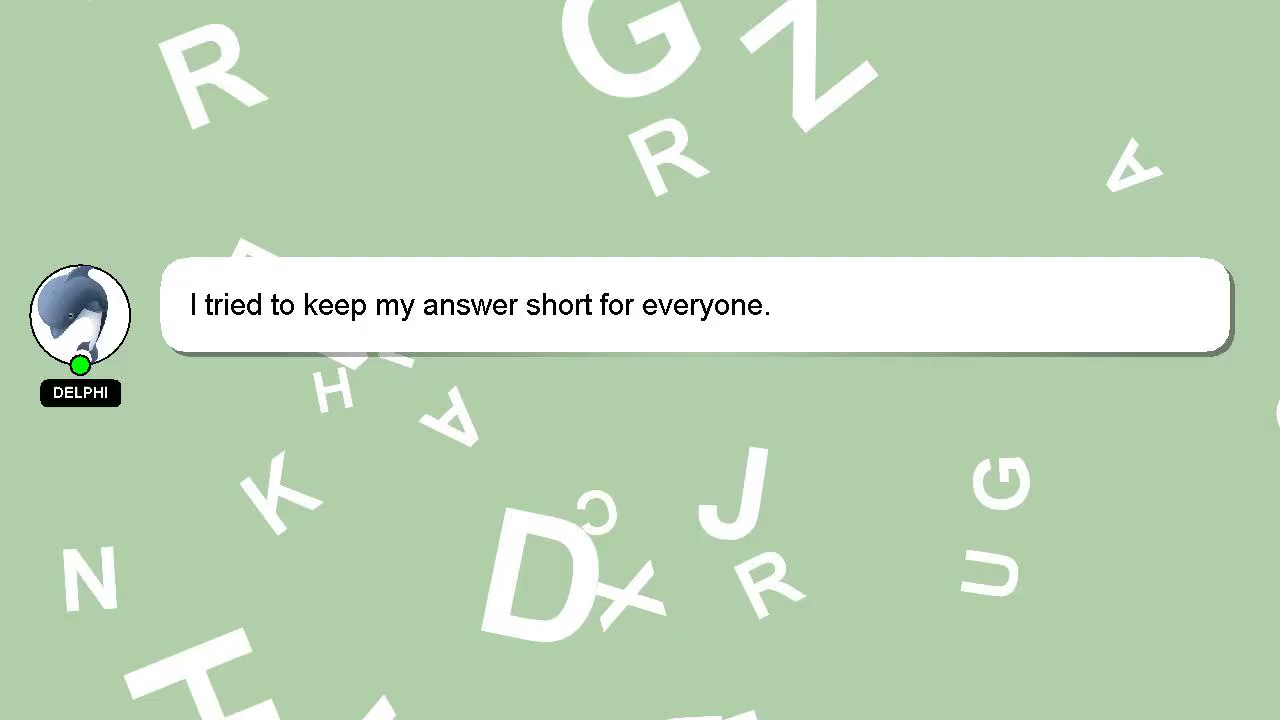 R
G
Z
R
A
I tried to keep my answer short for everyone.
DELPHI
H
A
K
J
G
D
C
N
X
R
U